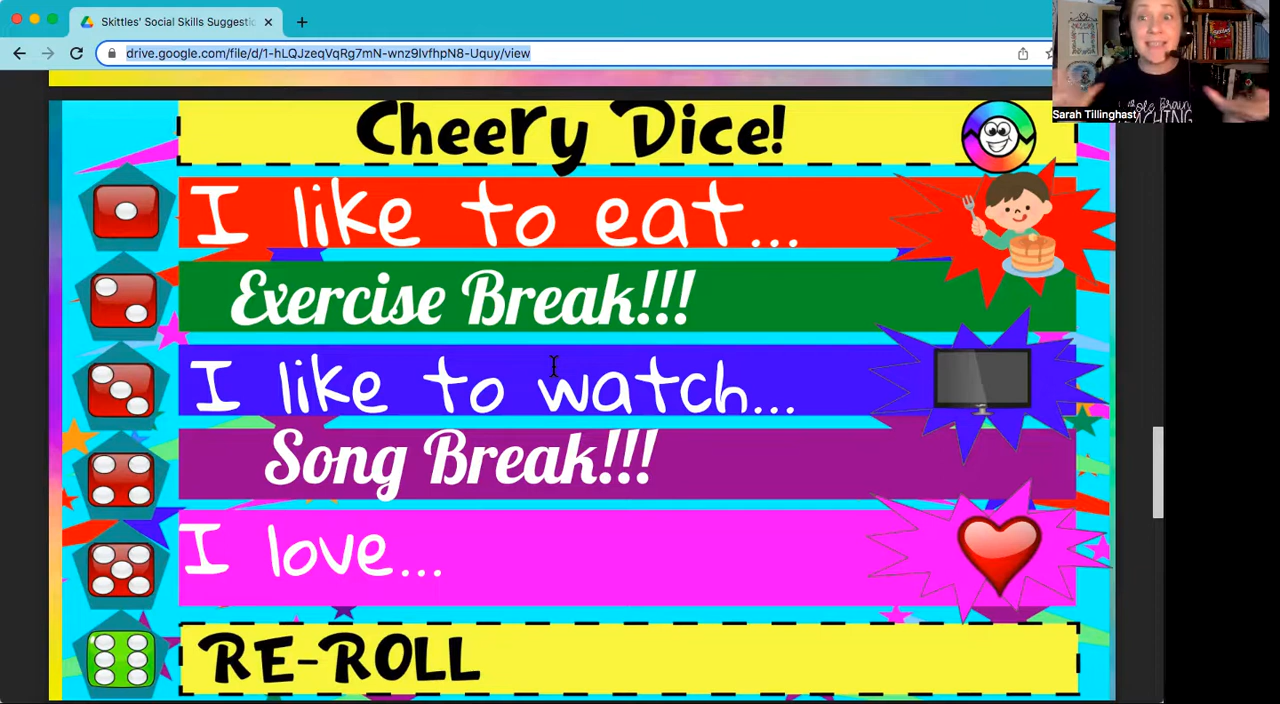 Skittles' Social Skills Suggesti
drive.google.com/file/d/1-hLQJzeqVqRg7mN-wnz9lvfhpN8-Uquy/view
Sarah Tillinghast
Cheery Dice!
I like to eat...
Exercise Break!!!
I like to watch...
Song Break!!!
I love...
RE-ROLL